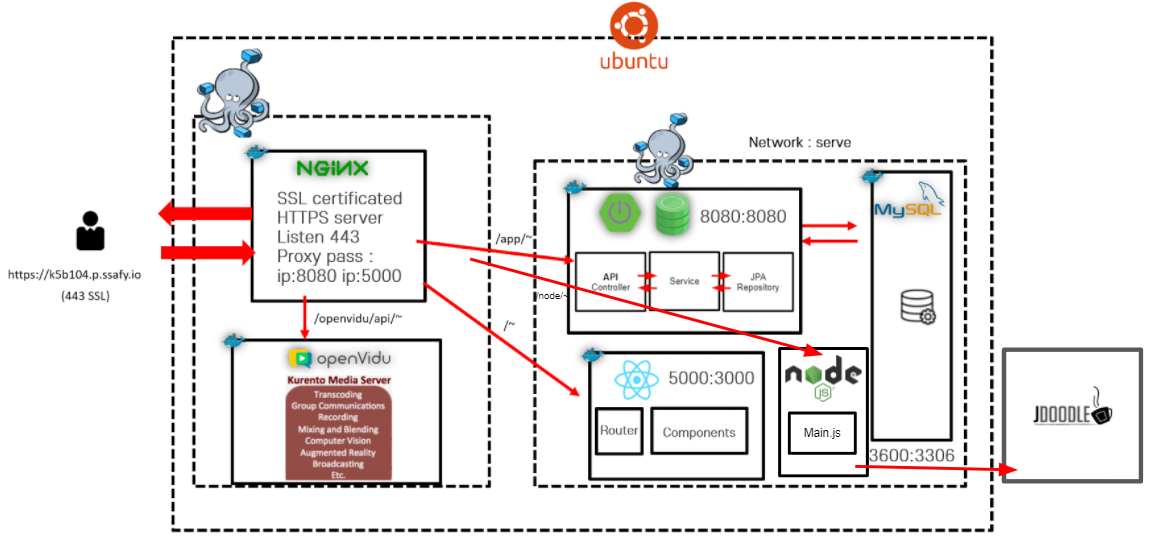 ubuntu
Network : serve
NGINX
SSL certificated
HTTPS server
Listen 443
Proxy pass :
ip:8080 ip:5000
https://k5b104.p.ssafy.io
(443 SSL)
/app/~
/node/~
/openvidu/api/~
/~
8080:8080
API
Controller
Service
JPA
Repository
MySQL
openVidu
Kurento Media Server
Transcoding
Group Communications
Recording
Mixing and Blending
Computer Vision
Augmented Reality
Broadcasting
Etc.
5000:3000
Router
Components
node
JS
Main.js
3600:3306
JDOODLE